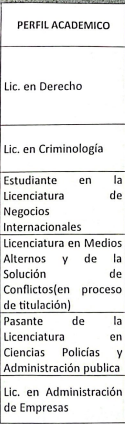 PERFIL ACADEMICO
Lic. en Derecho
Lic. en Criminología
Estudiante en la
Licenciatura de
Negocios
Internacionales
Licenciatura en Medios
Alternos y de la
Solución de
Conflictos(en proceso
de titulación)
Pasante de la
Licenciatura en
Ciencias Policías y
Administración publica
Lic. en Administración
de Empresas